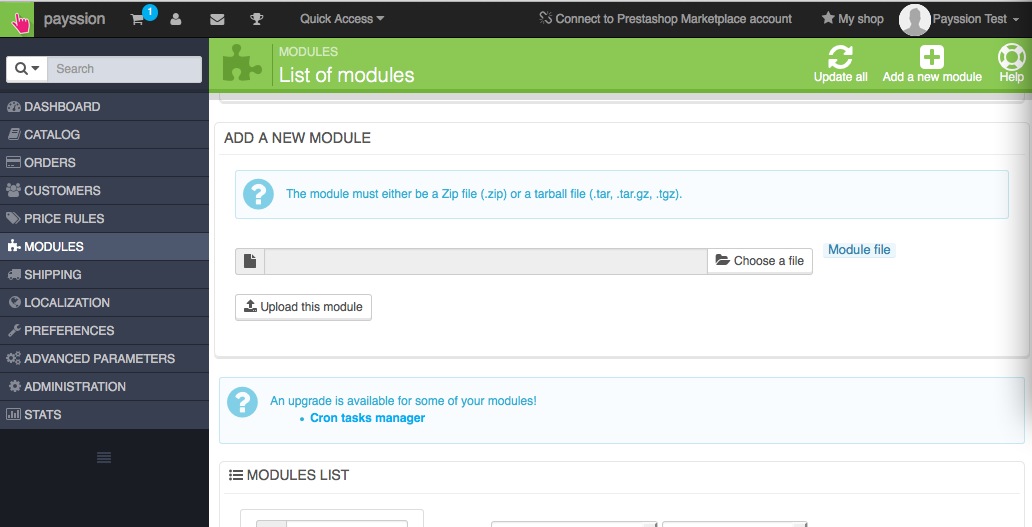 payssion 1 Quick Access Connect to Prestashop Marketplace account My shop Payssion Test
Search
MODULES
List of modules
Update all Add a new module Help
DASHBOARD
CATALOG
ORDERS
CUSTOMERS
PRICE RULES
MODULES
SHIPPING
LOCALIZATION
PREFERENCES
ADVANCED PARAMETERS
ADMINISTRATION
STATS
ADD A NEW MODULE
? The module must either be a Zip file (.zip) or a tarball file (.tar, .tar.gz, .tgz).
Choose a file Module file
Upload this module
? An upgrade is available for some of your modules!
• Cron tasks manager
MODULES LIST